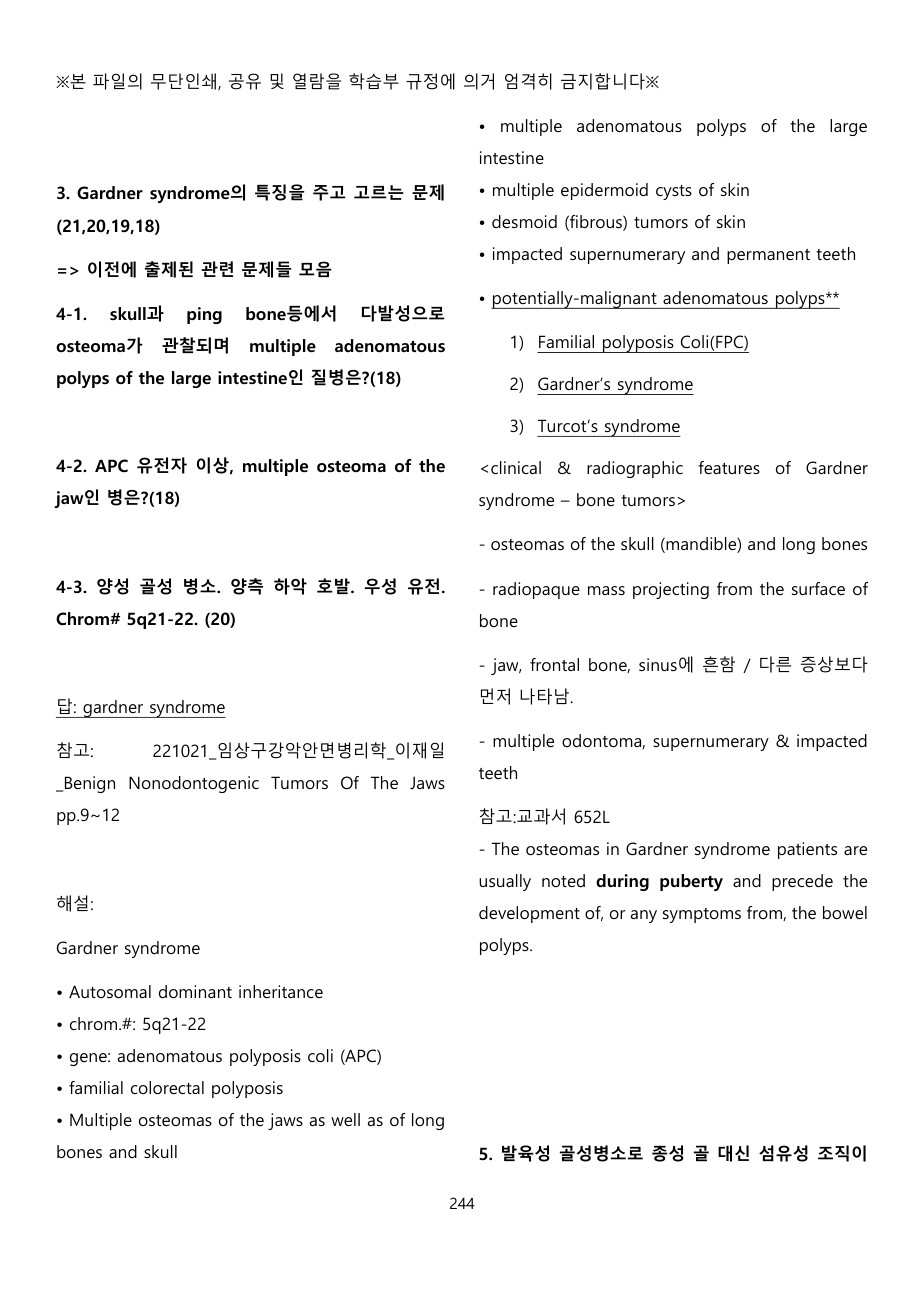 ※본 파일의 무단인쇄, 공유 및 열람을 학습부 규정에 의거 엄격히 금지합니다※
3. Gardner syndrome의 특징을 주고 고르는 문제
(21,20,19,18)
=> 이전에 출제된 관련 문제들 모음
4-1. skull과 ping bone등에서 다발성으로
osteoma가 관찰되며 multiple adenomatous
polyps of the large intestine인 질병은?(18)
4-2. APC 유전자 이상, multiple osteoma of the
jaw인 병은?(18)
4-3. 양성 골성 병소. 양측 하악 호발. 우성 유전.
Chrom# 5q21-22. (20)
답: gardner syndrome
참고: 221021_임상구강악안면병리학_이재일
_Benign Nonodontogenic Tumors Of The Jaws
pp.9~12
해설:
Gardner syndrome
• Autosomal dominant inheritance
• chrom.#: 5q21-22
• gene: adenomatous polyposis coli (APC)
• familial colorectal polyposis
• Multiple osteomas of the jaws as well as of long
bones and skull
• multiple adenomatous polyps of the large
intestine
• multiple epidermoid cysts of skin
• desmoid (fibrous) tumors of skin
• impacted supernumerary and permanent teeth
• potentially-malignant adenomatous polyps**
1) Familial polyposis Coli(FPC)
2) Gardner’s syndrome
3) Turcot’s syndrome
<clinical & radiographic features of Gardner
syndrome – bone tumors>
- osteomas of the skull (mandible) and long bones
- radiopaque mass projecting from the surface of
bone
- jaw, frontal bone, sinus에 흔함 / 다른 증상보다
먼저 나타남.
- multiple odontoma, supernumerary & impacted
teeth
참고:교과서 652L
- The osteomas in Gardner syndrome patients are
usually noted during puberty and precede the
development of, or any symptoms from, the bowel
polyps.
5. 발육성 골성병소로 종성 골 대신 섬유성 조직이
244